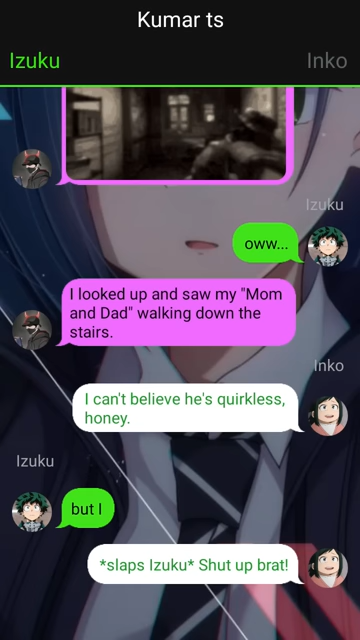 Kumar ts
Izuku
Inko
Izuku
oww...
I looked up and saw my "Mom
and Dad" walking down the
stairs.
Inko
I can't believe he's quirkless,
honey.
Izuku
but I
*slaps Izuku* Shut up brat!